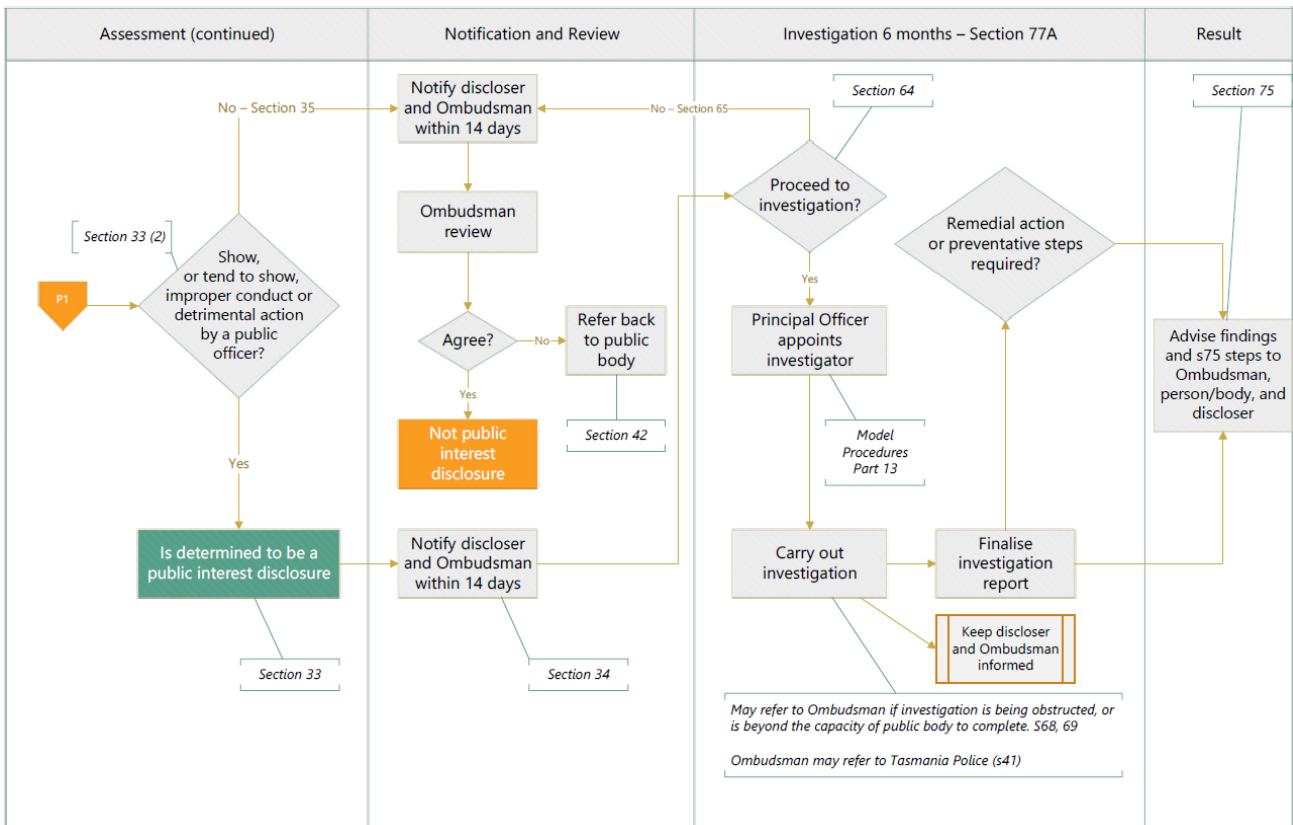 Assessment (continued)
Notification and Review
Investigation 6 months – Section 77A
Result
No – Section 35
Notify discloser
and Ombudsman
within 14 days
No – Section 65
Section 64
Section 75
Section 33 (2)
P1
Show,
or tend to show,
improper conduct or
detrimental action
by a public
officer?
Ombudsman
review
Agree?
No
Refer back
to public
body
Section 42
Yes
Not public
interest
disclosure
Proceed to
investigation?
Yes
Principal Officer
appoints
investigator
Model
Procedures
Part 13
Remedial action
or preventative steps
required?
Advise findings
and s75 steps to
Ombudsman,
person/body, and
discloser
Yes
Is determined to be a
public interest disclosure
Section 33
Notify discloser
and Ombudsman
within 14 days
Section 34
Carry out
investigation
Finalise
investigation
report
Keep discloser
and Ombudsman
informed
May refer to Ombudsman if investigation is being obstructed, or
is beyond the capacity of public body to complete. S68, 69
Ombudsman may refer to Tasmania Police (s41)